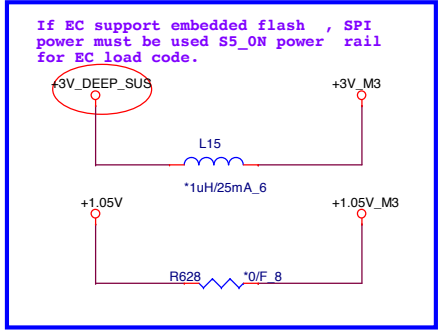 If EC support embedded flash , SPI
power must be used S5_ON power rail
for EC load code.
+3V_DEEP_SUS +3V_M3
L15
*1uH/25mA_6
+1.05V +1.05V_M3
R628 *0/F_8